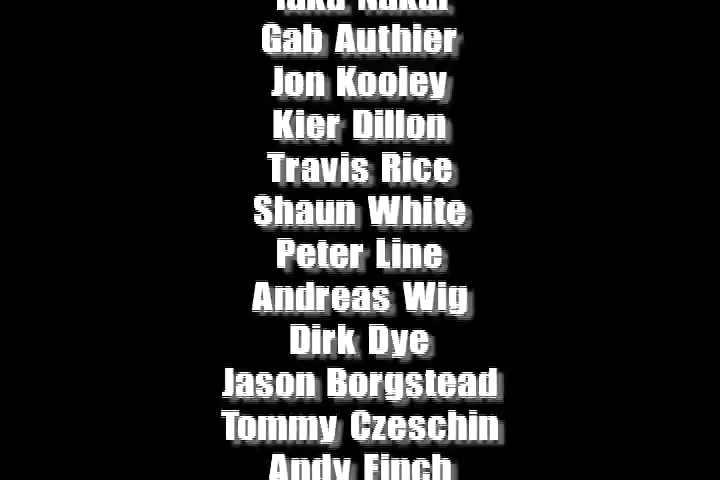 Gab Authier
Jon Kooley
Kier Dillon
Travis Rice
Shaun White
Peter Line
Andreas Wig
Dirk Dye
Jason Borgstead
Tommy Czeschin
Andy Finch